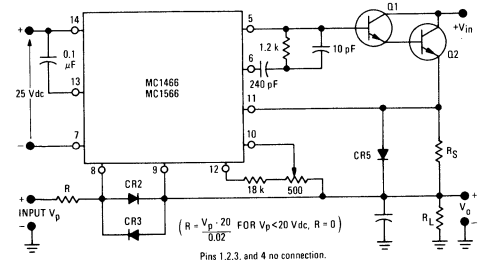 14
5
Q1
+
+
+Vin
0.1
μF
1.2 k
10 pF
Q2
MC1466
MC1566
6
13
240 pF
25 Vdc
11
10
7
-
CR5
RS
8
9
12
CR2
18 k
500
+
R
+
INPUT Vp
Vo
CR3
( R = Vp - 20 / 0.02 FOR Vp<20 Vdc, R = 0 )
RL
-
-
Pins 1,2,3, and 4 no connection.